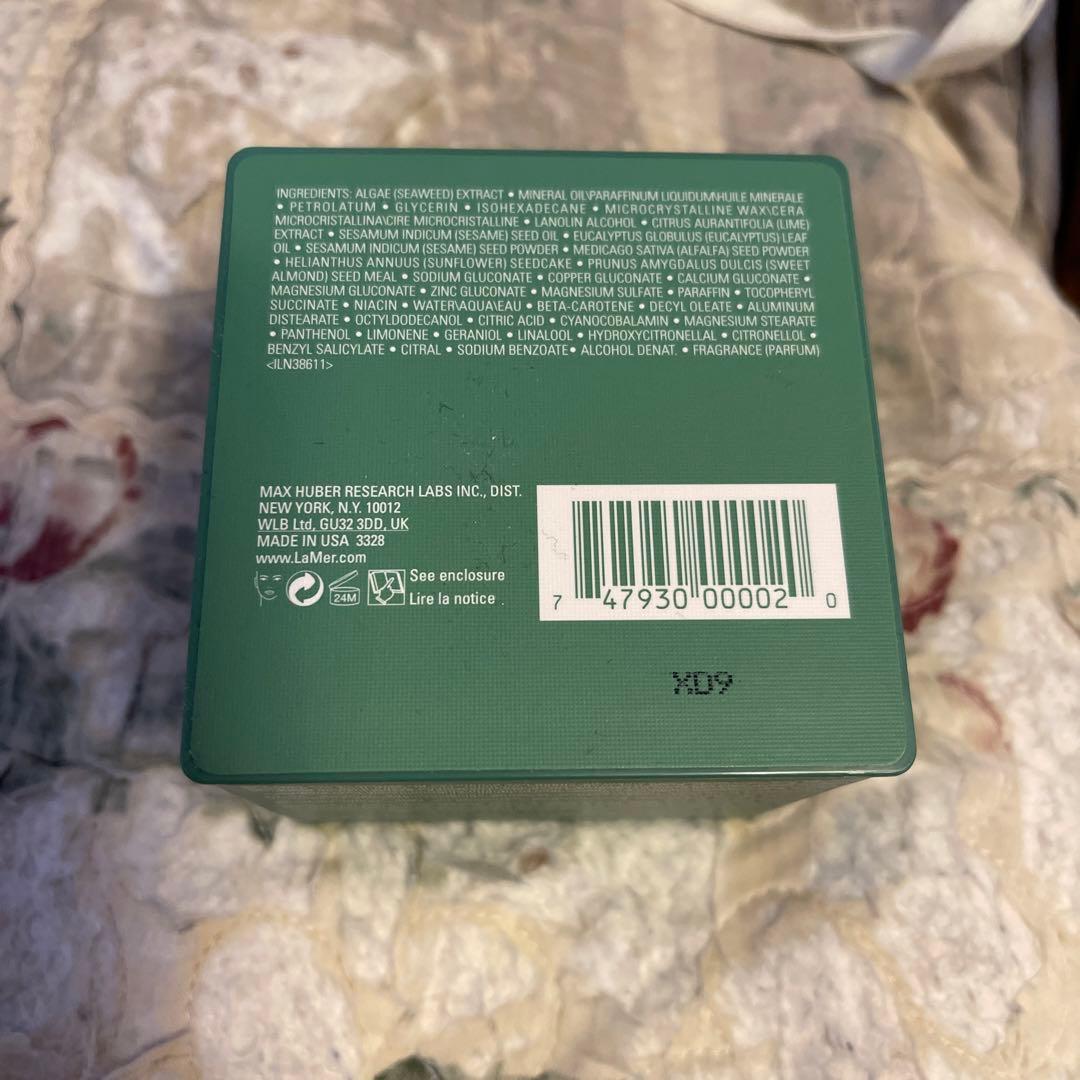 INGREDIENTS: ALGAE (SEAWEED) EXTRACT • MINERAL OIL\PARAFFINUM LIQUIDUM\HUILE MINERALE
• PETROLATUM • GLYCERIN • ISOHEXADECANE • MICROCRYSTALLINE WAX\CERA
MICROCRISTALLINA\CIRE MICROCRISTALLINE • LANOLIN ALCOHOL • CITRUS AURANTIFOLIA (LIME)
EXTRACT • SESAMUM INDICUM (SESAME) SEED OIL • EUCALYPTUS GLOBULUS (EUCALYPTUS) LEAF
OIL • SESAMUM INDICUM (SESAME) SEED POWDER • MEDICAGO SATIVA (ALFALFA) SEED POWDER
• HELIANTHUS ANNUUS (SUNFLOWER) SEEDCAKE • PRUNUS AMYGDALUS DULCIS (SWEET
ALMOND) SEED MEAL • SODIUM GLUCONATE • COPPER GLUCONATE • CALCIUM GLUCONATE •
MAGNESIUM GLUCONATE • ZINC GLUCONATE • MAGNESIUM SULFATE • PARAFFIN • TOCOPHERYL
SUCCINATE • NIACIN • WATER\AQUA\EAU • BETA-CAROTENE • DECYL OLEATE • ALUMINUM
DISTEARATE • OCTYLDODECANOL • CITRIC ACID • CYANOCOBALAMIN • MAGNESIUM STEARATE
• PANTHENOL • LIMONENE • GERANIOL • LINALOOL • HYDROXYCITRONELLAL • CITRONELLOL •
BENZYL SALICYLATE • CITRAL • SODIUM BENZOATE• ALCOHOL DENAT. • FRAGRANCE (PARFUM)
<ILN38611>
MAX HUBER RESEARCH LABS INC., DIST.
NEW YORK, N.Y. 10012
WLB Ltd, GU32 3DD, UK
MADE IN USA 3328
www.LaMer.com
24M
See enclosure
Lire la notice .
7 47930 00002 0
XD9